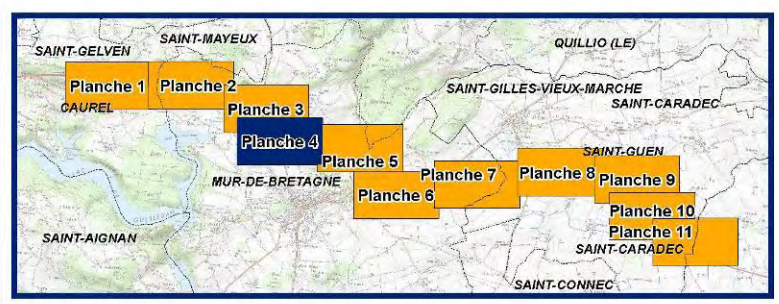 SAINT-MAYEUX
QUILLIO (LE)
SAINT-GELVEN
Planche 1
Planche 2
SAINT-GILLES-VIEUX-MARCHE
CAUREL
Planche 3
SAINT-CARADEC
Planche 4
SAINT-GUEN
Planche 5
Planche 7
Planche 8
Planche 9
MUR-DE-BRETAGNE
Planche 6
Planche 10
Planche 11
SAINT-AIGNAN
SAINT-CARADEC
SAINT-CONNEC